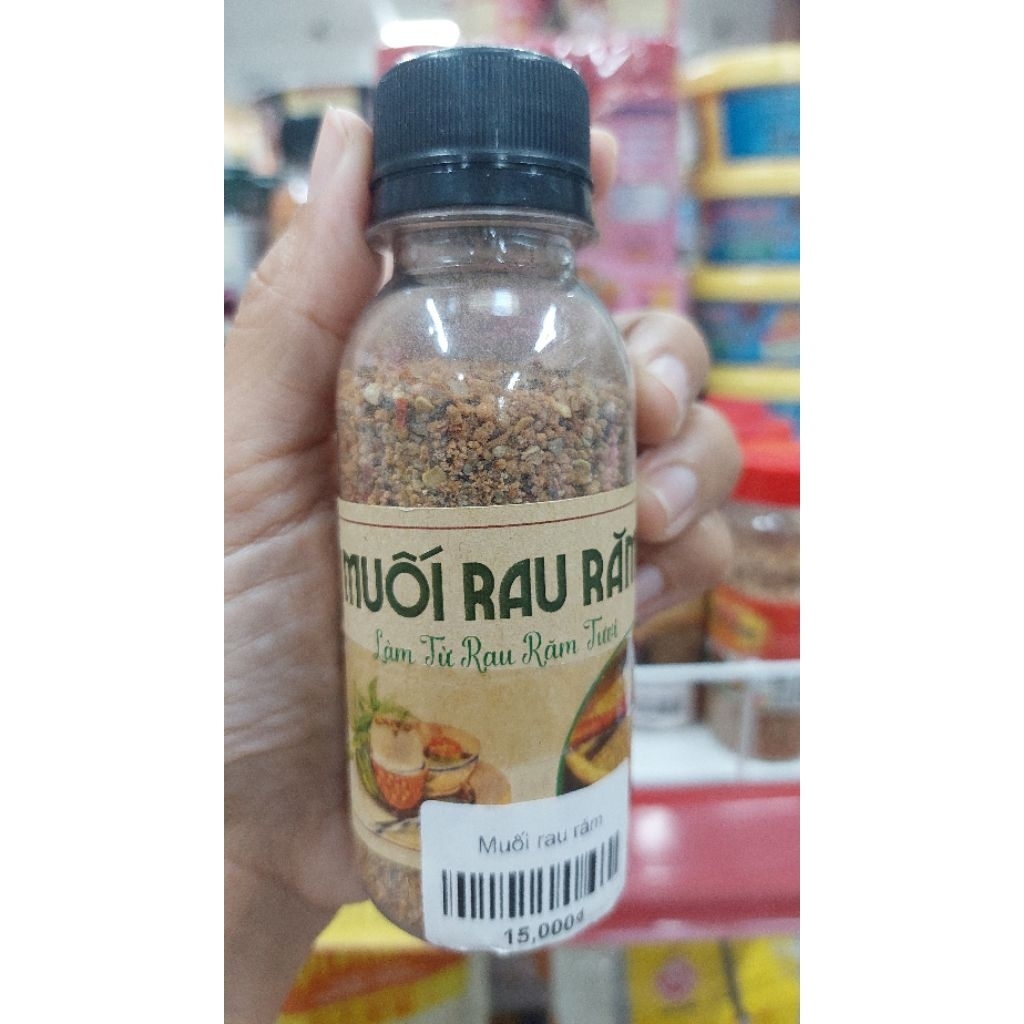 MUỐI RAU RĂM
Làm Từ Rau Răm Tươi
Muối rau răm
15,000đ